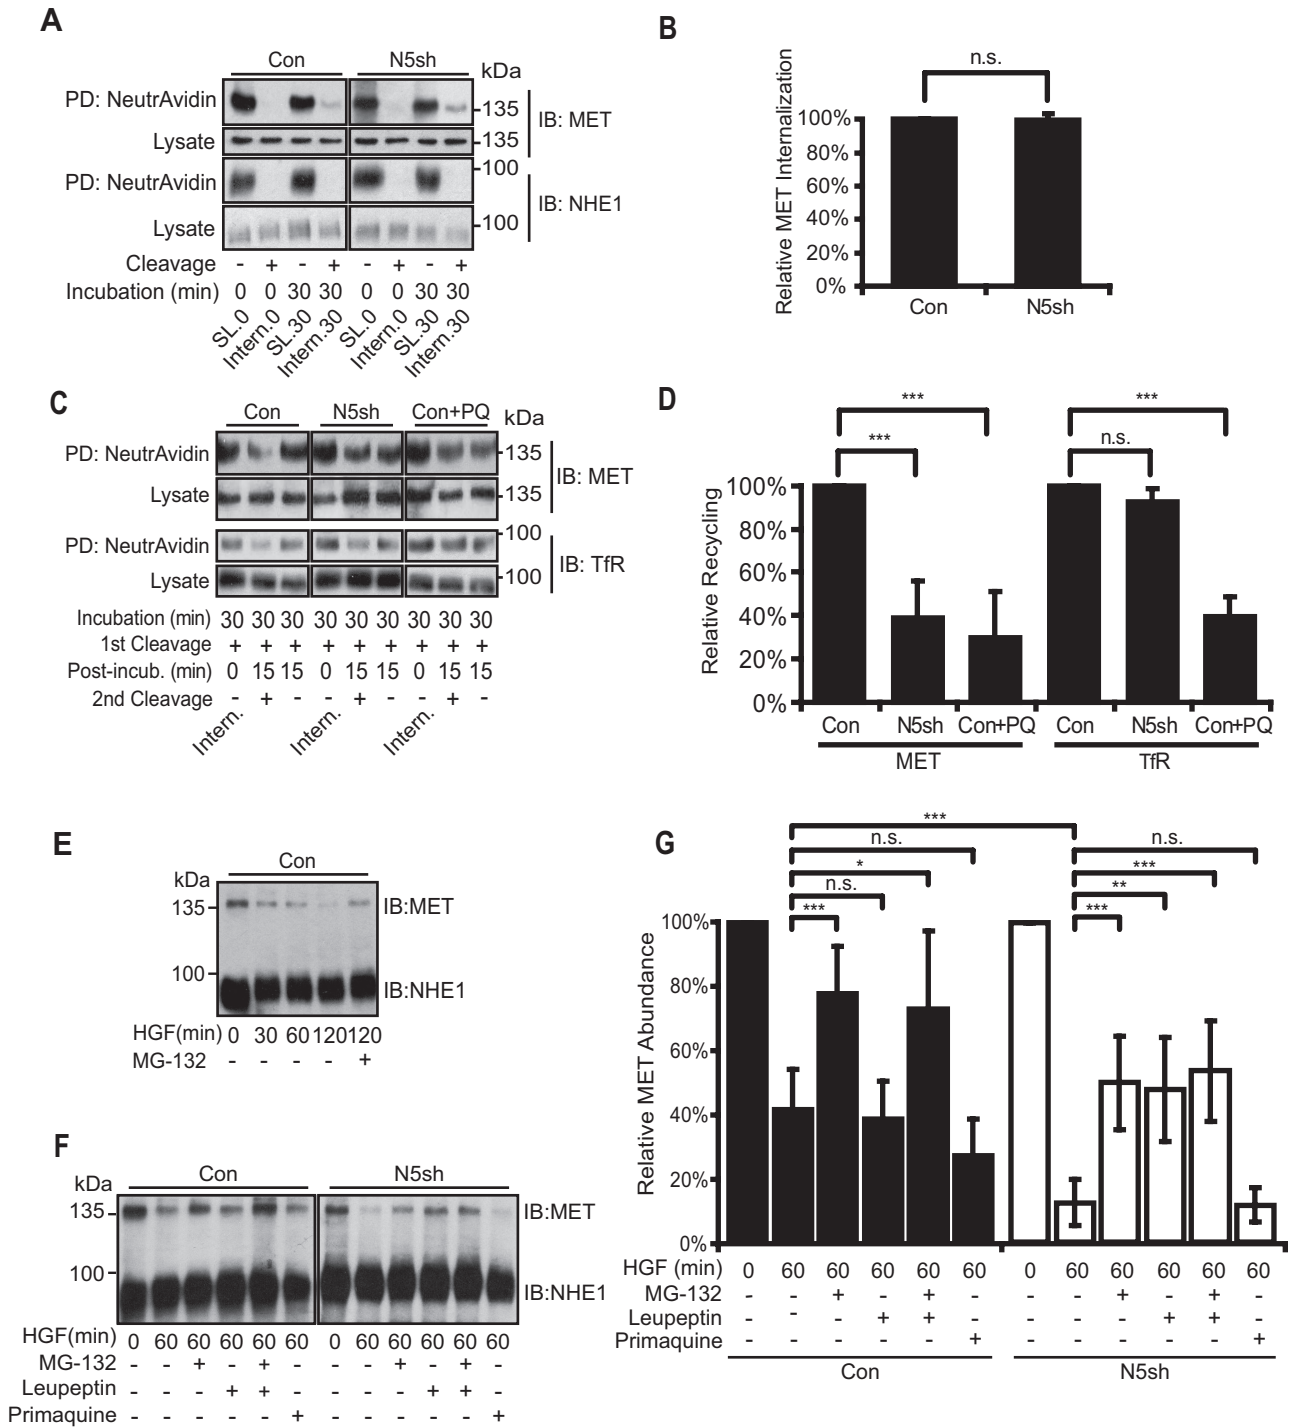 A
Con N5sh
kDa
PD: NeutrAvidin
135
IB: MET
Lysate
135
PD: NeutrAvidin
100
IB: NHE1
Lysate
100
Cleavage - + - + - + - +
Incubation (min) 0 0 30 30 0 0 30 30
SL.0 Intern.0 SL.30 Intern.30 SL.0 Intern.0 SL.30 Intern.30
B
n.s.
Relative MET Internalization
100%
80%
60%
40%
20%
0%
Con N5sh
C
Con N5sh Con+PQ
kDa
PD: NeutrAvidin
135
IB: MET
Lysate
135
PD: NeutrAvidin
100
IB: TfR
Lysate
100
Incubation (min) 30 30 30 30 30 30 30 30 30
1st Cleavage + + + + + + + + +
Post-incub. (min) 0 15 15 0 15 15 0 15 15
2nd Cleavage - + - - + - - + -
Intern. Intern. Intern.
D
*** ***
*** n.s.
Relative Recycling
100%
80%
60%
40%
20%
0%
Con N5sh Con+PQ Con N5sh Con+PQ
MET TfR
E
Con
kDa
135
IB:MET
100
IB:NHE1
HGF(min) 0 30 60 120 120
MG-132 - - - - +
F
Con N5sh
kDa
135
IB:MET
100
IB:NHE1
HGF(min) 0 60 60 60 60 60 0 60 60 60 60 60
MG-132 - - + - + - - - + - + -
Leupeptin - - - + + - - - - + + -
Primaquine - - - - - + - - - - - +
G
***
n.s. n.s.
* ***
n.s. **
*** ***
Relative MET Abundance
100%
80%
60%
40%
20%
0%
HGF (min) 0 60 60 60 60 60 0 60 60 60 60 60
MG-132 - - + - + - - - + - + -
Leupeptin - - - + + - - - - + + -
Primaquine - - - - - + - - - - - +
Con N5sh